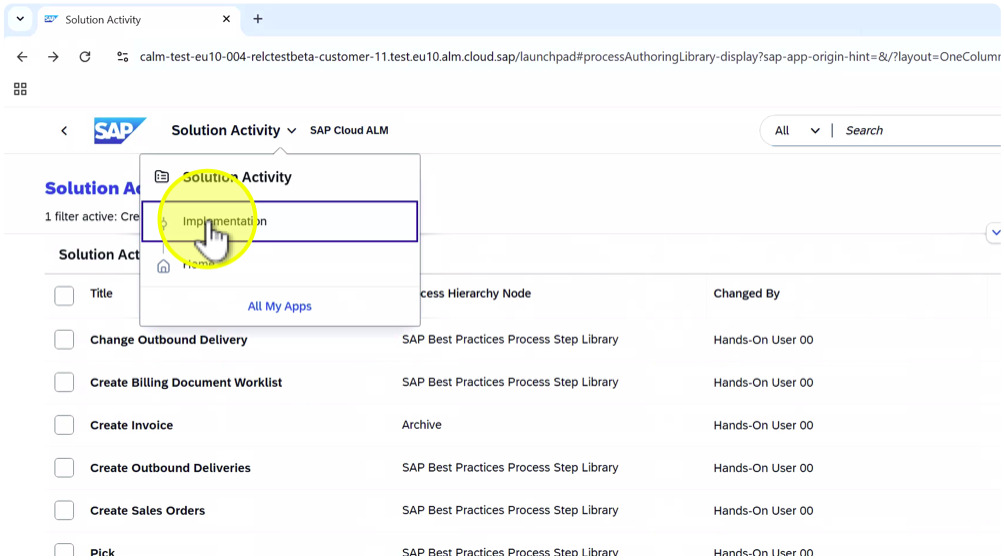 Solution Activity
calm-test-eu10-004-relctestbeta-customer-11.test.eu10.alm.cloud.sap/launchpad#processAuthoringLibrary-display?sap-app-origin-hint=&/?layout=OneColum
SAP Solution Activity SAP Cloud ALM All Search
Solution Activity
Solution A
Implementation
1 filter active: Cre
Home
Solution Act
All My Apps
Title cess Hierarchy Node Changed By
Change Outbound Delivery SAP Best Practices Process Step Library Hands-On User 00
Create Billing Document Worklist SAP Best Practices Process Step Library Hands-On User 00
Create Invoice Archive Hands-On User 00
Create Outbound Deliveries SAP Best Practices Process Step Library Hands-On User 00
Create Sales Orders SAP Best Practices Process Step Library Hands-On User 00
Pick SAP Best Practices Process Step Library Hands-On User 00